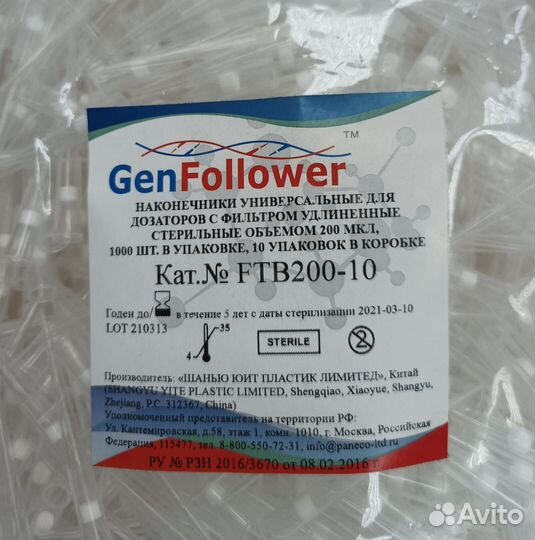 TM
GenFollower
НАКОНЕЧНИКИ УНИВЕРСАЛЬНЫЕ ДЛЯ
ДОЗАТОРОВ С ФИЛЬТРОМ УДЛИНЕННЫЕ
СТЕРИЛЬНЫЕ ОБЪЕМОМ 200 МКЛ,
1000 ШТ. В УПАКОВКЕ, 10 УПАКОВОК В КОРОБКЕ
Кат.№ FTB200-10
Годен до/ в течение 5 лет с даты стерилизации 2021-03-10
LOT 210313
4 35 STERILE 2
Производитель: «ШАНЬЮ ЮИТ ПЛАСТИК ЛИМИТЕД», Китай
(SHANGYU YITE PLASTIC LIMITED, Shengqiao, Xiaoyue, Shangyu,
Zhejiang, P.C. 312367, China)
Уполномоченный представитель на территории РФ:
Ул. Кантемировская, д.58, этаж 1, комн. 1010, г. Москва, Российская
Федерация, 115477, тел. 8-800-550-72-31, info@paneco-ltd.ru
РУ № РЗН 2016/3670 от 08.02.2016 г.
Avito